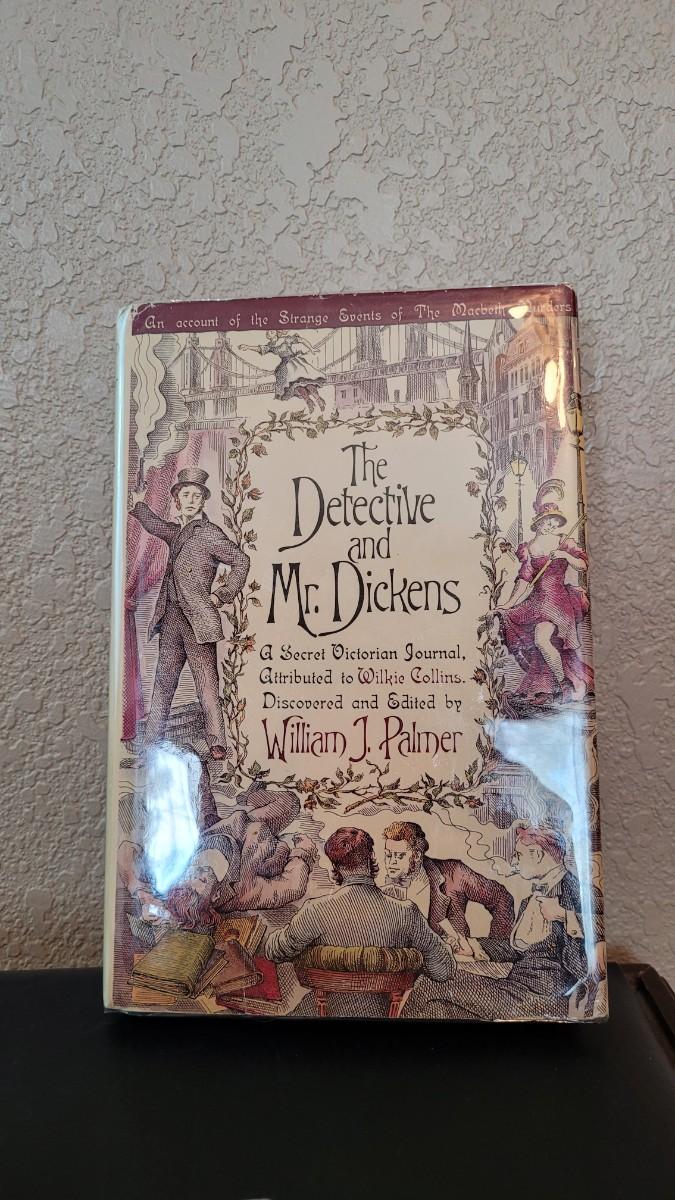 An account of the Strange Events of The Macbeth Murders
The
Detective
and
Mr. Dickens
A Secret Victorian Journal,
Attributed to Wilkie Collins.
Discovered and Edited by
William J. Palmer